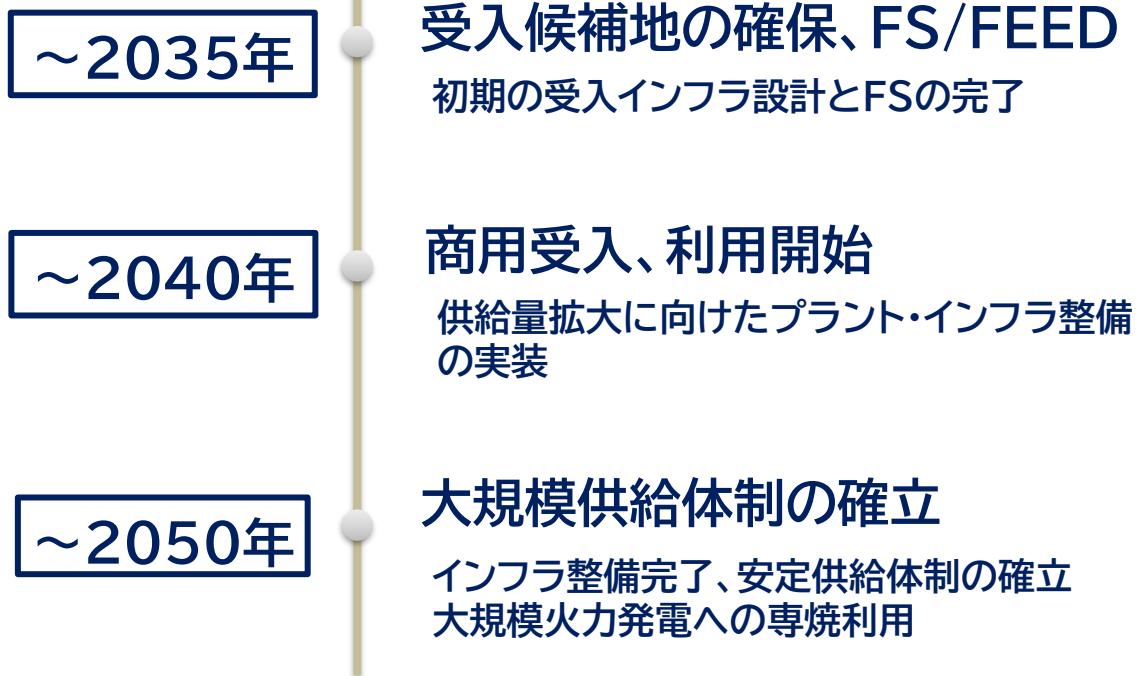 ~2035年
受入候補地の確保、FS/FEED
初期の受入インフラ設計とFSの完了
~2040年
商用受入、利用開始
供給量拡大に向けたプラント・インフラ整備
の実装
~2050年
大規模供給体制の確立
インフラ整備完了、安定供給体制の確立
大規模火力発電への専焼利用